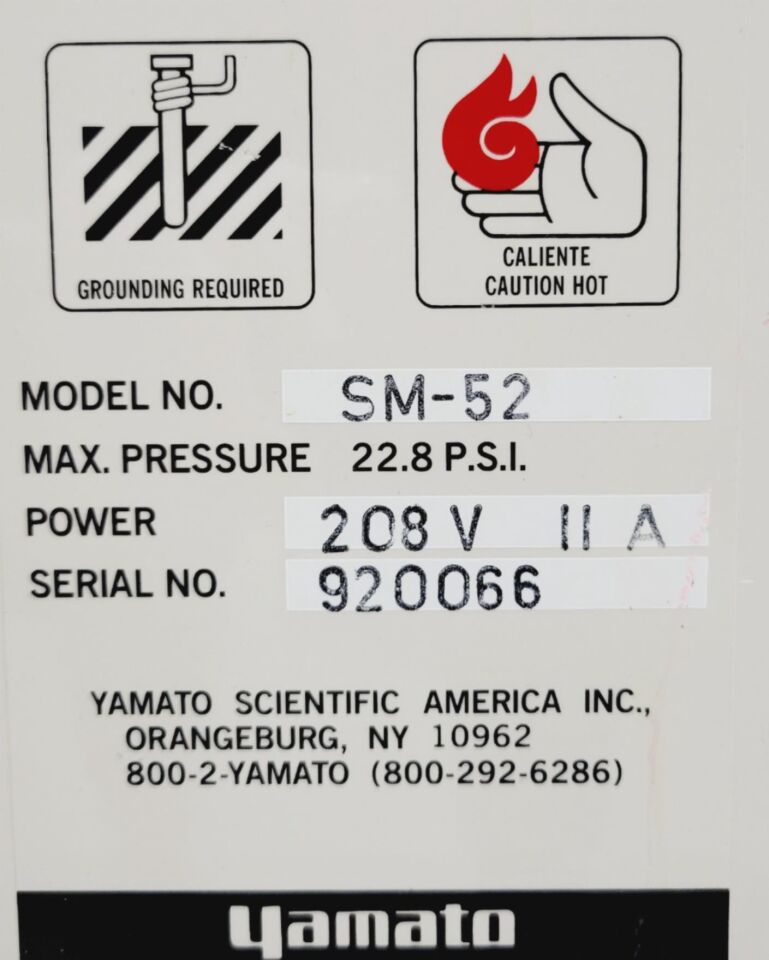 GROUNDING REQUIRED
CALIENTE
CAUTION HOT
MODEL NO. SM-52
MAX. PRESSURE 22.8 P.S.I.
POWER 208V 11 A
SERIAL NO. 920066
YAMATO SCIENTIFIC AMERICA INC.,
ORANGEBURG, NY 10962
800-2-YAMATO (800-292-6286)
yamato